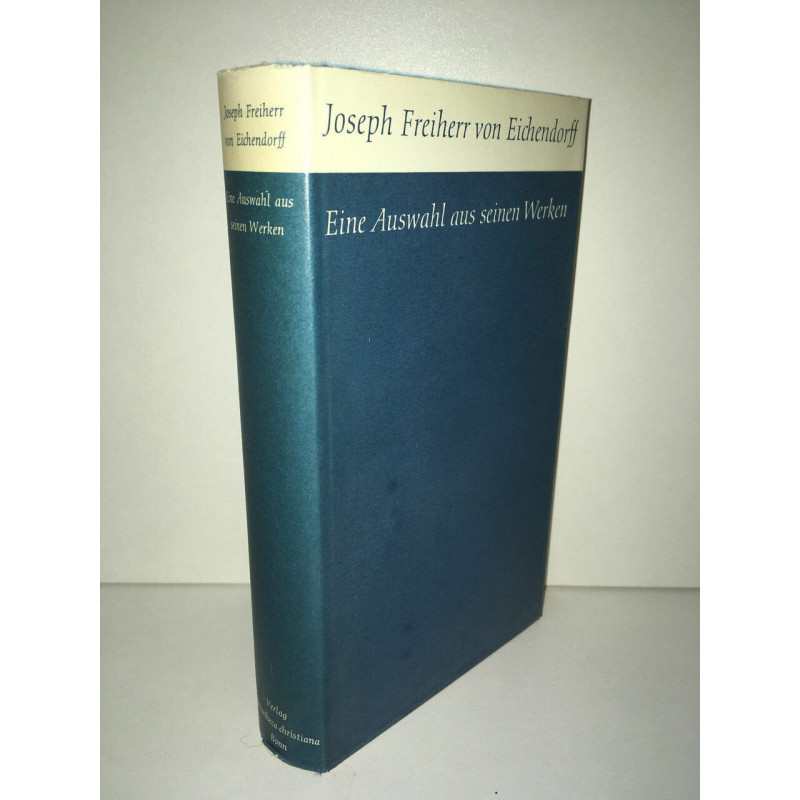 Joseph Freiherr
von Eichendorff
Eine Auswahl aus
seinen Werken
Verlag
christiana
Bonn
Joseph Freiherr von Eichendorff
Eine Auswahl aus seinen Werken